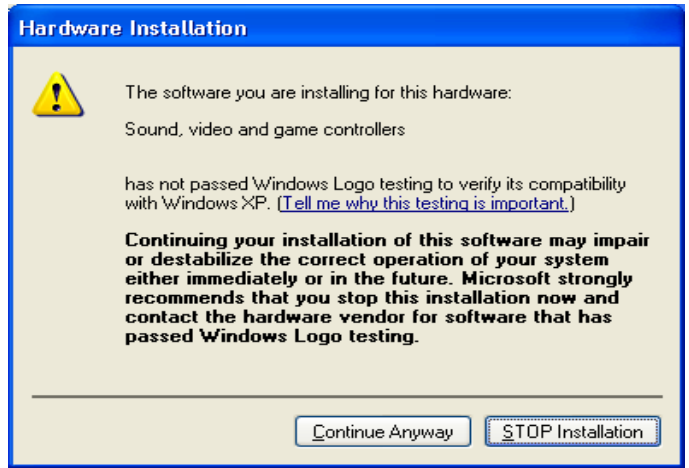 Hardware Installation
The software you are installing for this hardware:
Sound, video and game controllers
has not passed Windows Logo testing to verify its compatibility
with Windows XP. (Tell me why this testing is important.)
Continuing your installation of this software may impair
or destabilize the correct operation of your system
either immediately or in the future. Microsoft strongly
recommends that you stop this installation now and
contact the hardware vendor for software that has
passed Windows Logo testing.
Continue Anyway
STOP Installation